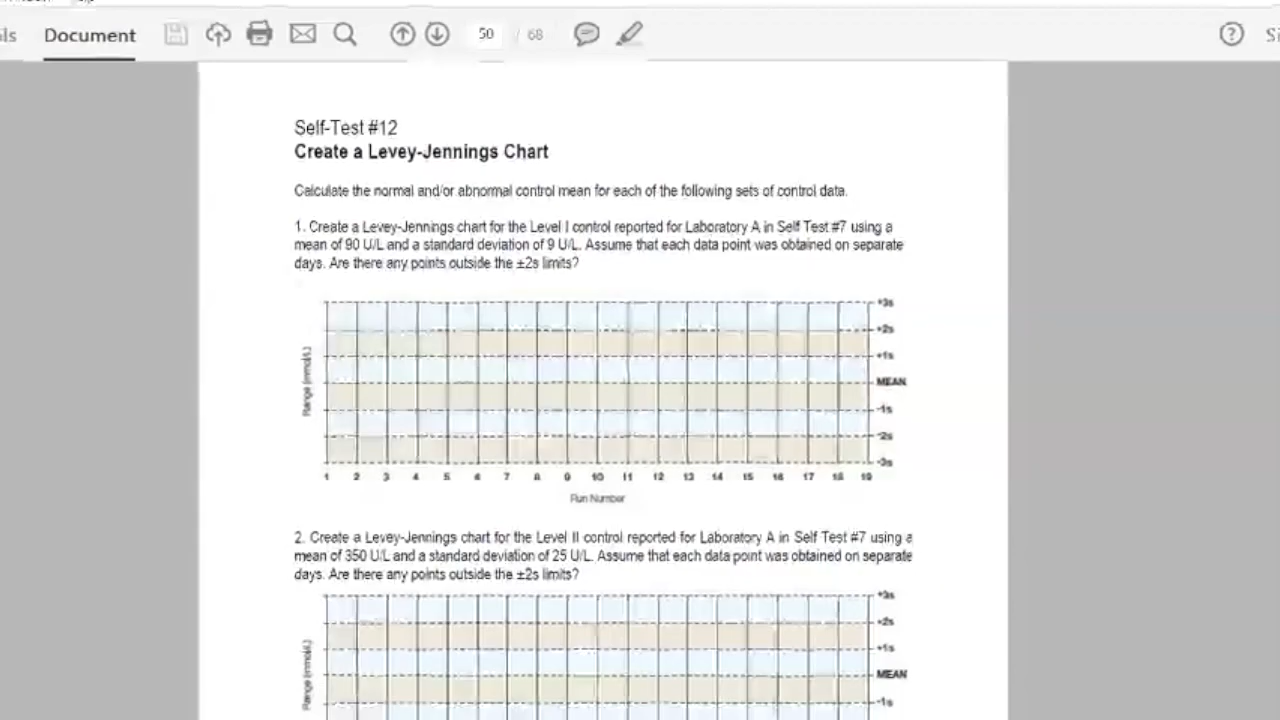 Document
50 / 68
Self-Test #12
Create a Levey-Jennings Chart
Calculate the normal and/or abnormal control mean for each of the following sets of control data.
1. Create a Levey-Jennings chart for the Level I control reported for Laboratory A in Self Test #7 using a
mean of 90 U/L and a standard deviation of 9 U/L. Assume that each data point was obtained on separate
days. Are there any points outside the ±2s limits?
+3s
+2s
+1s
Range (mmol/L)
MEAN
-1s
-2s
-3s
1 2 3 4 5 6 7 8 9 10 11 12 13 14 15 16 17 18 19
Run Number
2. Create a Levey-Jennings chart for the Level II control reported for Laboratory A in Self Test #7 using a
mean of 350 U/L and a standard deviation of 25 U/L. Assume that each data point was obtained on separate
days. Are there any points outside the ±2s limits?
+3s
+2s
+1s
Range (mmol/L)
MEAN
-1s